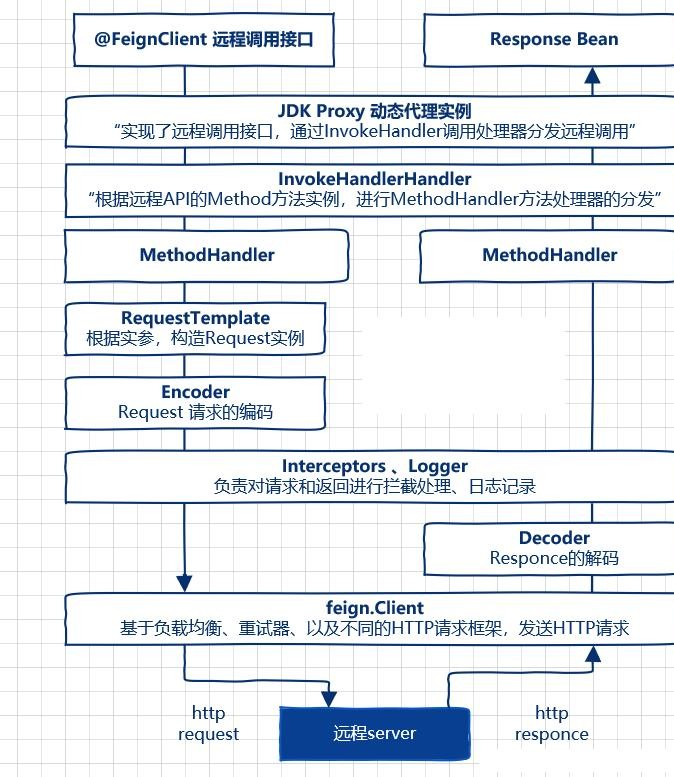 @FeignClient 远程调用接口
Response Bean
JDK Proxy 动态代理实例
“实现了远程调用接口，通过InvokeHandler调用处理器分发远程调用”
InvokeHandlerHandler
“根据远程API的Method方法实例，进行MethodHandler方法处理器的分发”
MethodHandler
MethodHandler
RequestTemplate
根据实参，构造Request实例
Encoder
Request 请求的编码
Interceptors 、Logger
负责对请求和返回进行拦截处理、日志记录
Decoder
Responce的解码
feign.Client
基于负载均衡、重试器、以及不同的HTTP请求框架，发送HTTP请求
http
request
远程server
http
responce